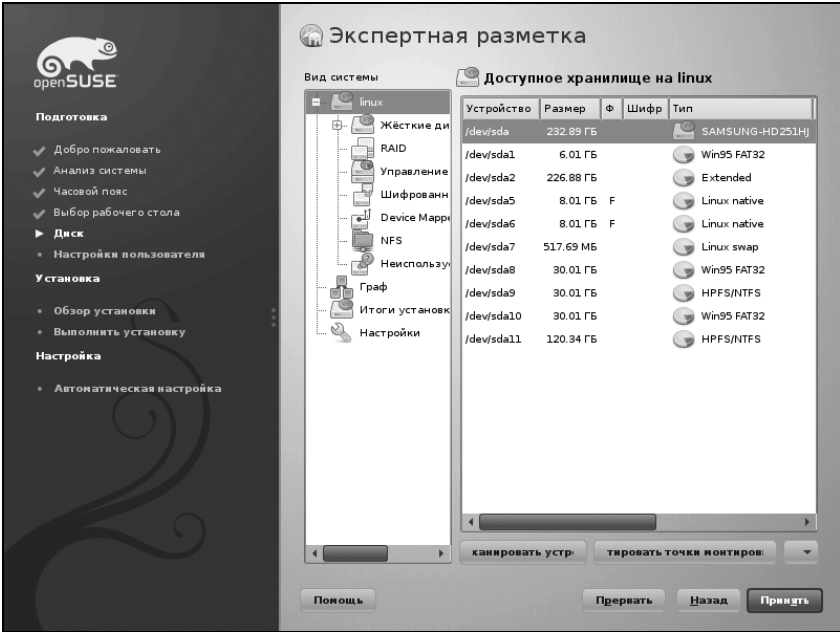 openSUSE
Подготовка
Добро пожаловать
Анализ системы
Часовой пояс
Выбор рабочего стола
Диск
Настройки пользователя
Установка
Обзор установки
Выполнить установку
Настройка
Автоматическая настройка
Экспертная разметка
Вид системы
linux
Жёсткие ди
RAID
Управление
Шифрованн
Device Mappe
NFS
Неиспользу
Граф
Итоги установк
Настройки
Доступное хранилище на linux
Устройство Размер Ф Шифр Тип
/dev/sda 232.89 ГБ SAMSUNG-HD251HJ
/dev/sda1 6.01 ГБ Win95 FAT32
/dev/sda2 226.88 ГБ Extended
/dev/sda5 8.01 ГБ F Linux native
/dev/sda6 8.01 ГБ F Linux native
/dev/sda7 517.69 МБ Linux swap
/dev/sda8 30.01 ГБ Win95 FAT32
/dev/sda9 30.01 ГБ HPFS/NTFS
/dev/sda10 30.01 ГБ Win95 FAT32
/dev/sda11 120.34 ГБ HPFS/NTFS
канировать устр тировать точки монтиров
Помощь Прервать Назад Принять